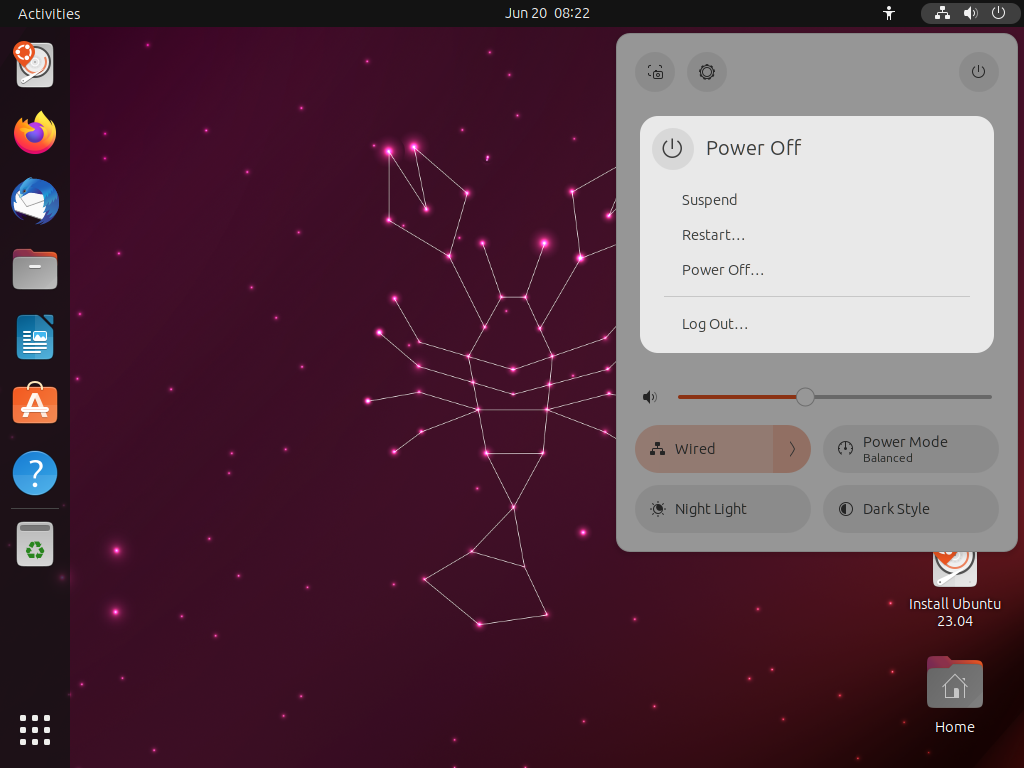 Activities
Jun 20 08:22
Power Off
Suspend
Restart…
Power Off…
Log Out…
Wired
Power Mode
Balanced
Night Light
Dark Style
Install Ubuntu
23.04
Home